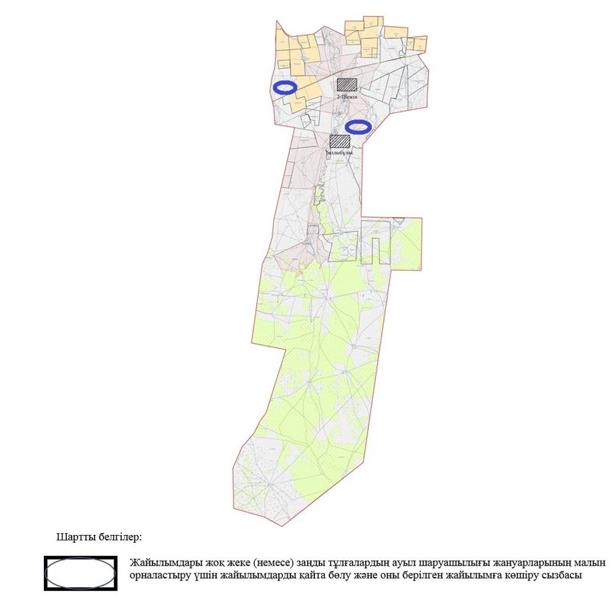 Шартты белгілер:
Жайылымдары жоқ жеке (немесе) заңды тұлғалардың ауыл шаруашылығы жануарларының малын
орналастыру үшін жайылымдарды қайта бөлу және оны берілген жайылымға көшіру сызбасы